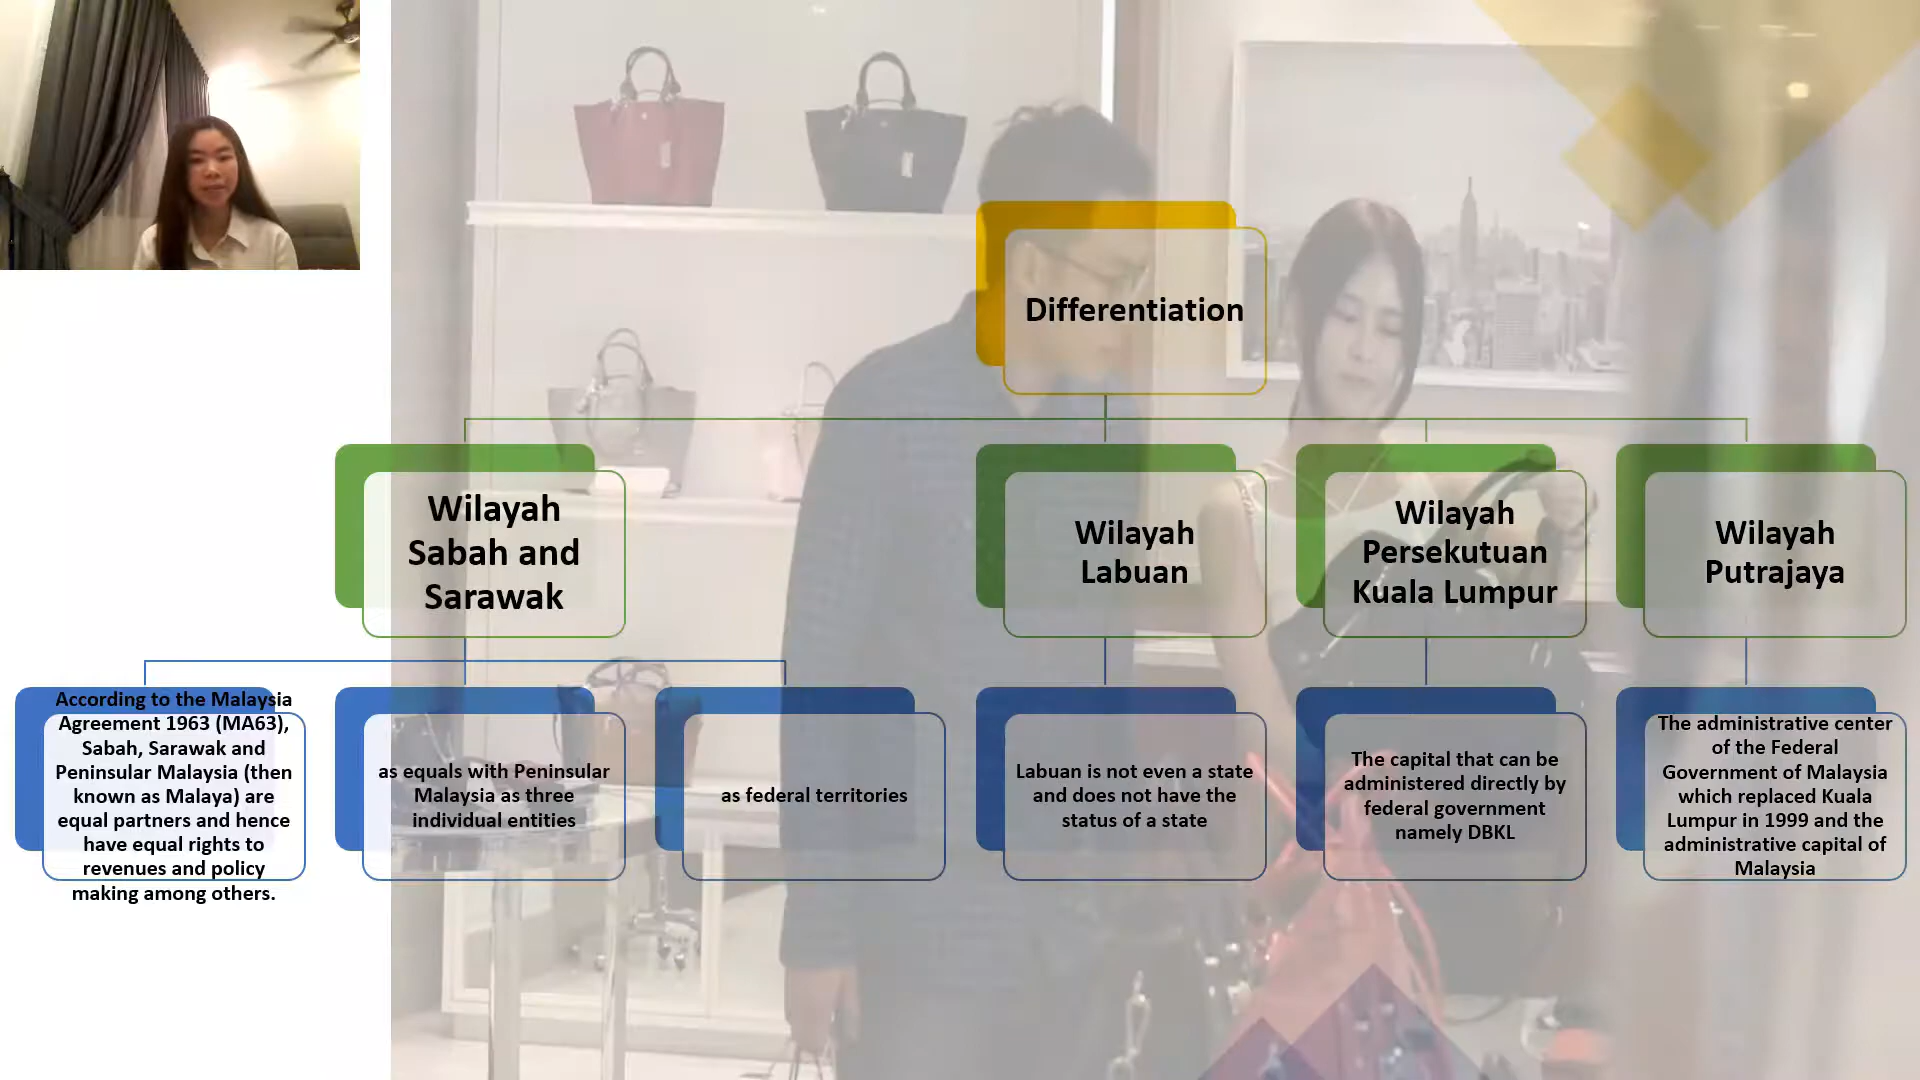 Differentiation
Wilayah
Sabah and
Sarawak
Wilayah
Labuan
Wilayah
Persekutuan
Kuala Lumpur
Wilayah
Putrajaya
According to the Malaysia
Agreement 1963 (MA63),
Sabah, Sarawak and
Peninsular Malaysia (then
known as Malaya) are
equal partners and hence
have equal rights to
revenues and policy
making among others.
as equals with Peninsular
Malaysia as three
individual entities
as federal territories
Labuan is not even a state
and does not have the
status of a state
The capital that can be
administered directly by
federal government
namely DBKL
The administrative center
of the Federal
Government of Malaysia
which replaced Kuala
Lumpur in 1999 and the
administrative capital of
Malaysia